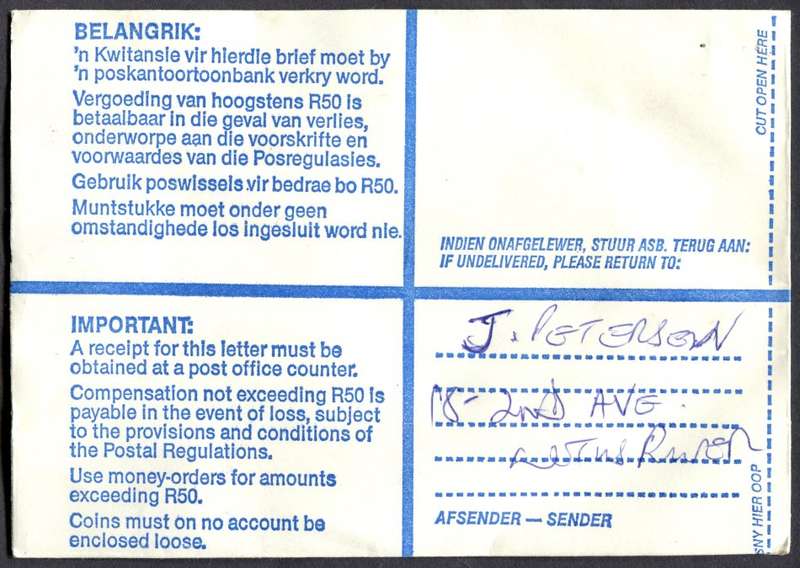 BELANGRIK:
'n Kwitansie vir hierdie brief moet by
'n poskantoortoonbank verkry word.
Vergoeding van hoogstens R50 is
betaalbaar in die geval van verlies,
onderworpe aan die voorskrifte en
voorwaardes van die Posregulasies.
Gebruik poswissels vir bedrae bo R50.
Muntstukke moet onder geen
omstandighede los ingesluit word nie.
CUT OPEN HERE
INDIEN ONAFGELEWER, STUUR ASB. TERUG AAN:
IF UNDELIVERED, PLEASE RETURN TO:
IMPORTANT:
A receipt for this letter must be
obtained at a post office counter.
Compensation not exceeding R50 is
payable in the event of loss, subject
to the provisions and conditions of
the Postal Regulations.
Use money-orders for amounts
exceeding R50.
Coins must on no account be
enclosed loose.
J. PETERSEN
18-2ND AVE.
LOTUS RIVER
AFSENDER — SENDER
SNY HIER OOP